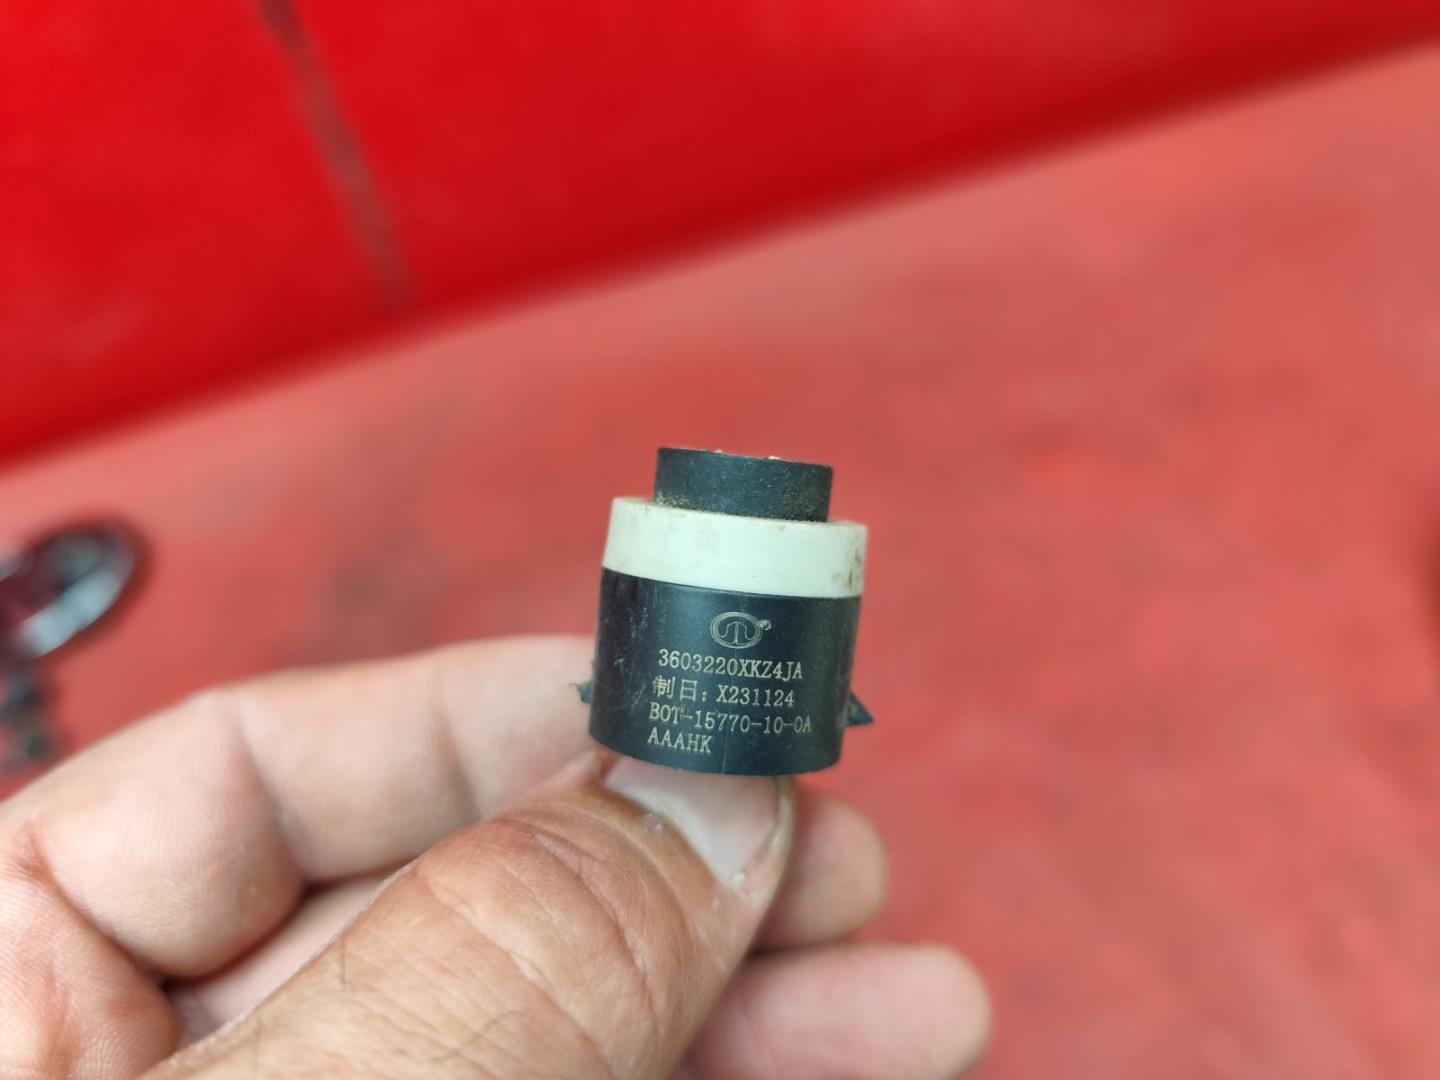 3603220XKZ4JA
制日: X231124
BOT-15770-10-0A
AAAHK